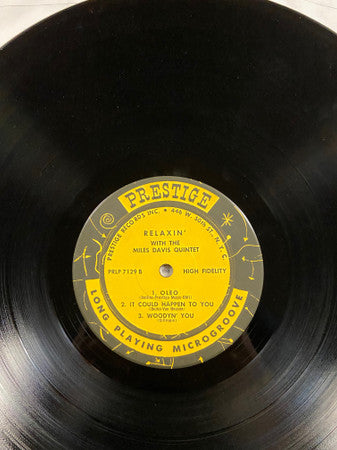 PRESTIGE
PRESTIGE RECORDS INC. • 446 W. 50th ST. N.Y.C.
RELAXIN'
WITH THE
MILES DAVIS QUINTET
PRLP 7129 B HIGH FIDELITY
1. OLEO
2. IT COULD HAPPEN TO YOU
3. WOODYN' YOU
LONG PLAYING MICROGROOVE